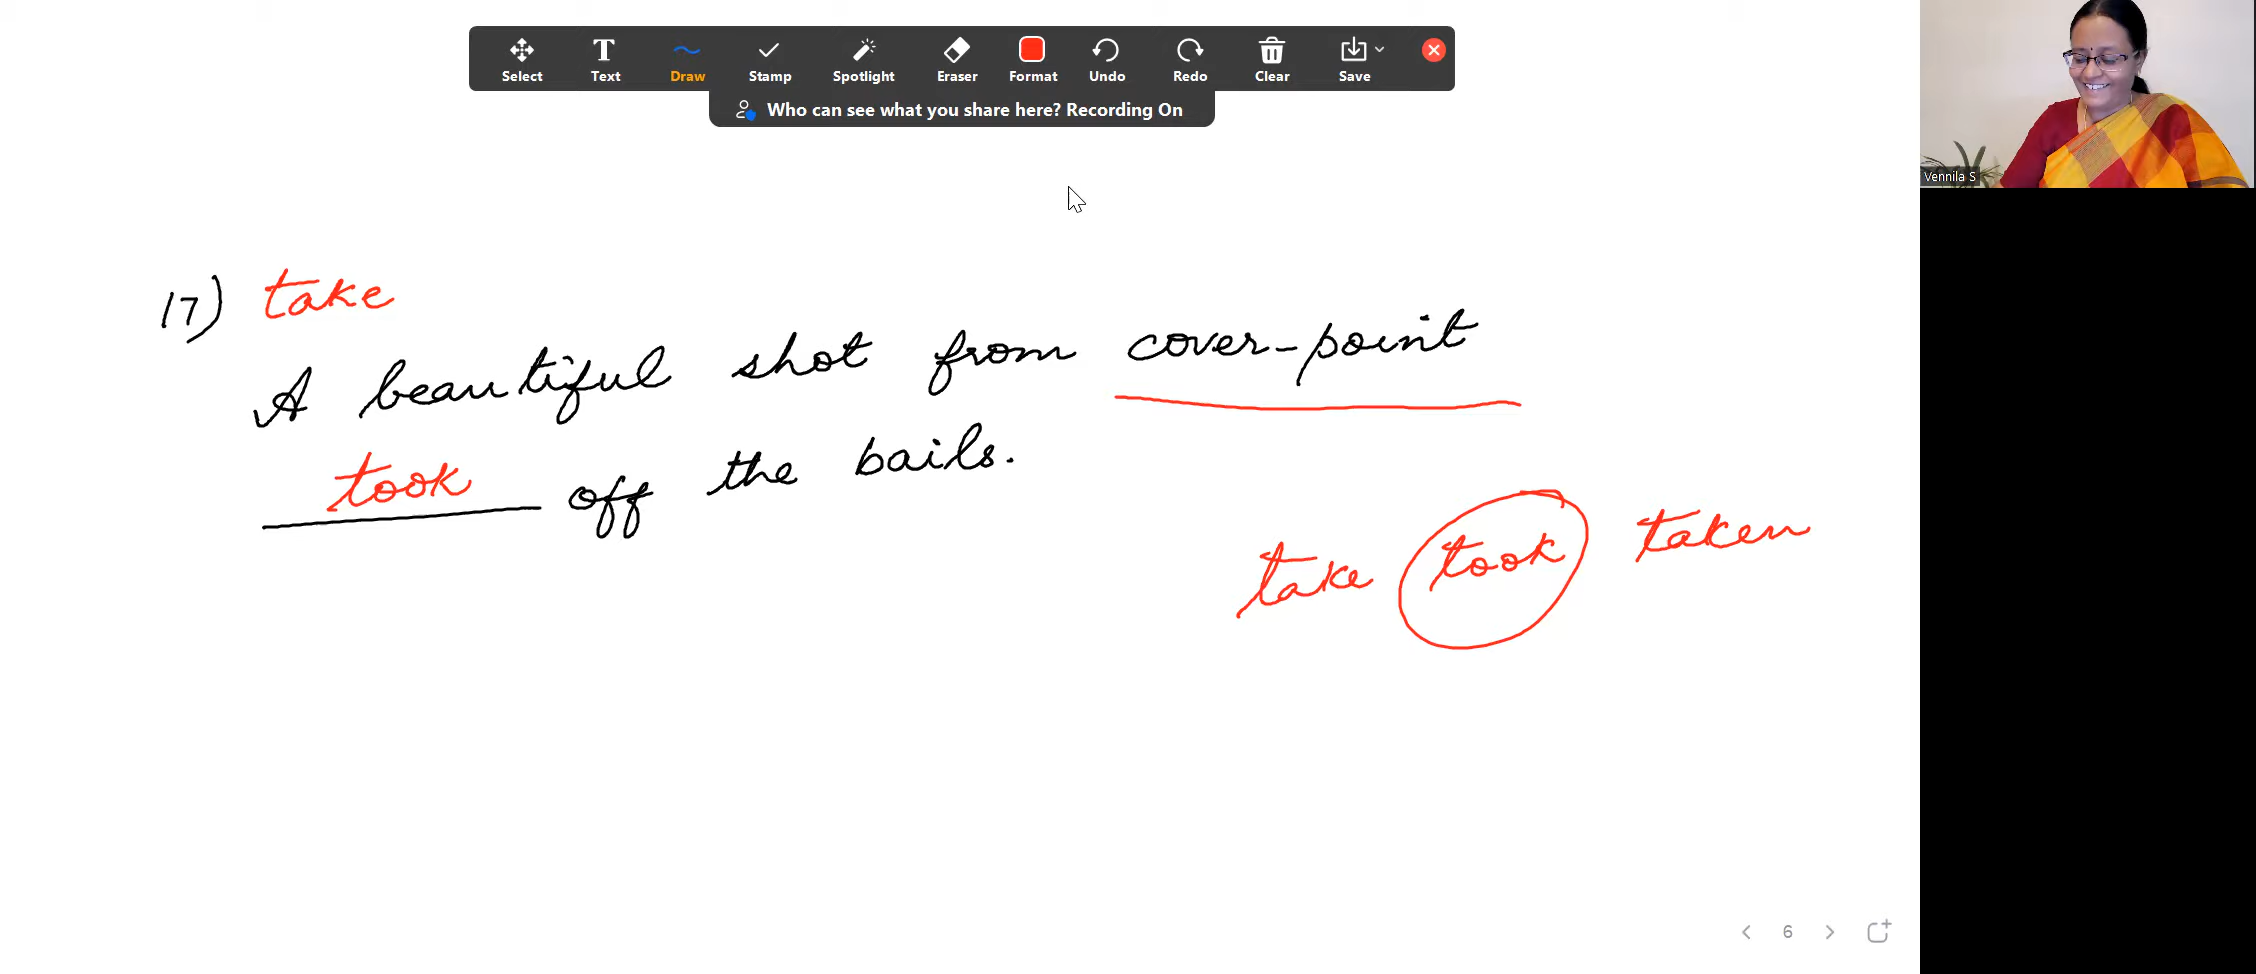 Select Text Draw Stamp Spotlight Eraser Format Undo Redo Clear Save
Who can see what you share here? Recording On
Vennila S
17) take
A beautiful shot from cover-point
took off the bails.
take took taken
6